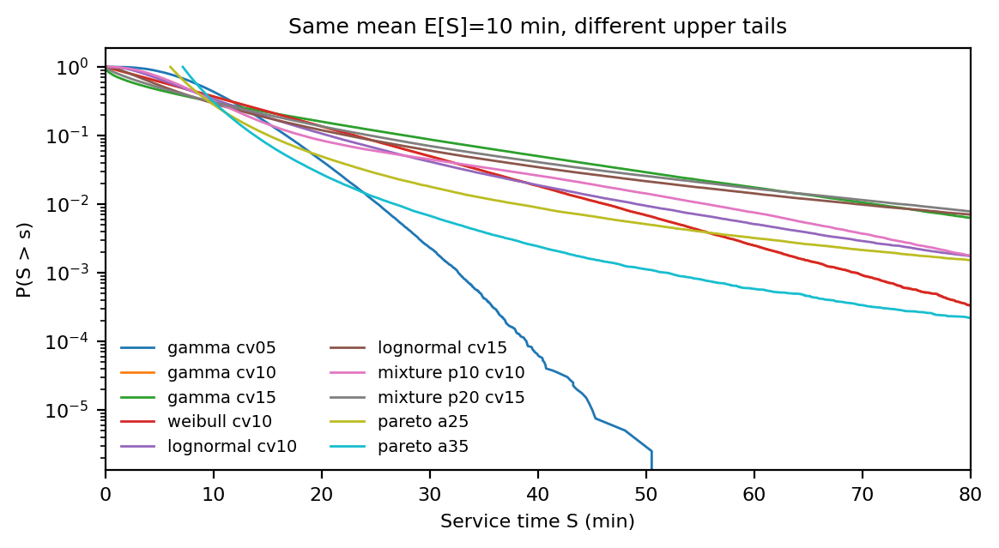 Same mean E[S]=10 min, different upper tails
P(S > s)
10⁰
10⁻¹
10⁻²
10⁻³
10⁻⁴
10⁻⁵
gamma cv05
gamma cv10
gamma cv15
weibull cv10
lognormal cv10
lognormal cv15
mixture p10 cv10
mixture p20 cv15
pareto a25
pareto a35
0 10 20 30 40 50 60 70 80
Service time S (min)